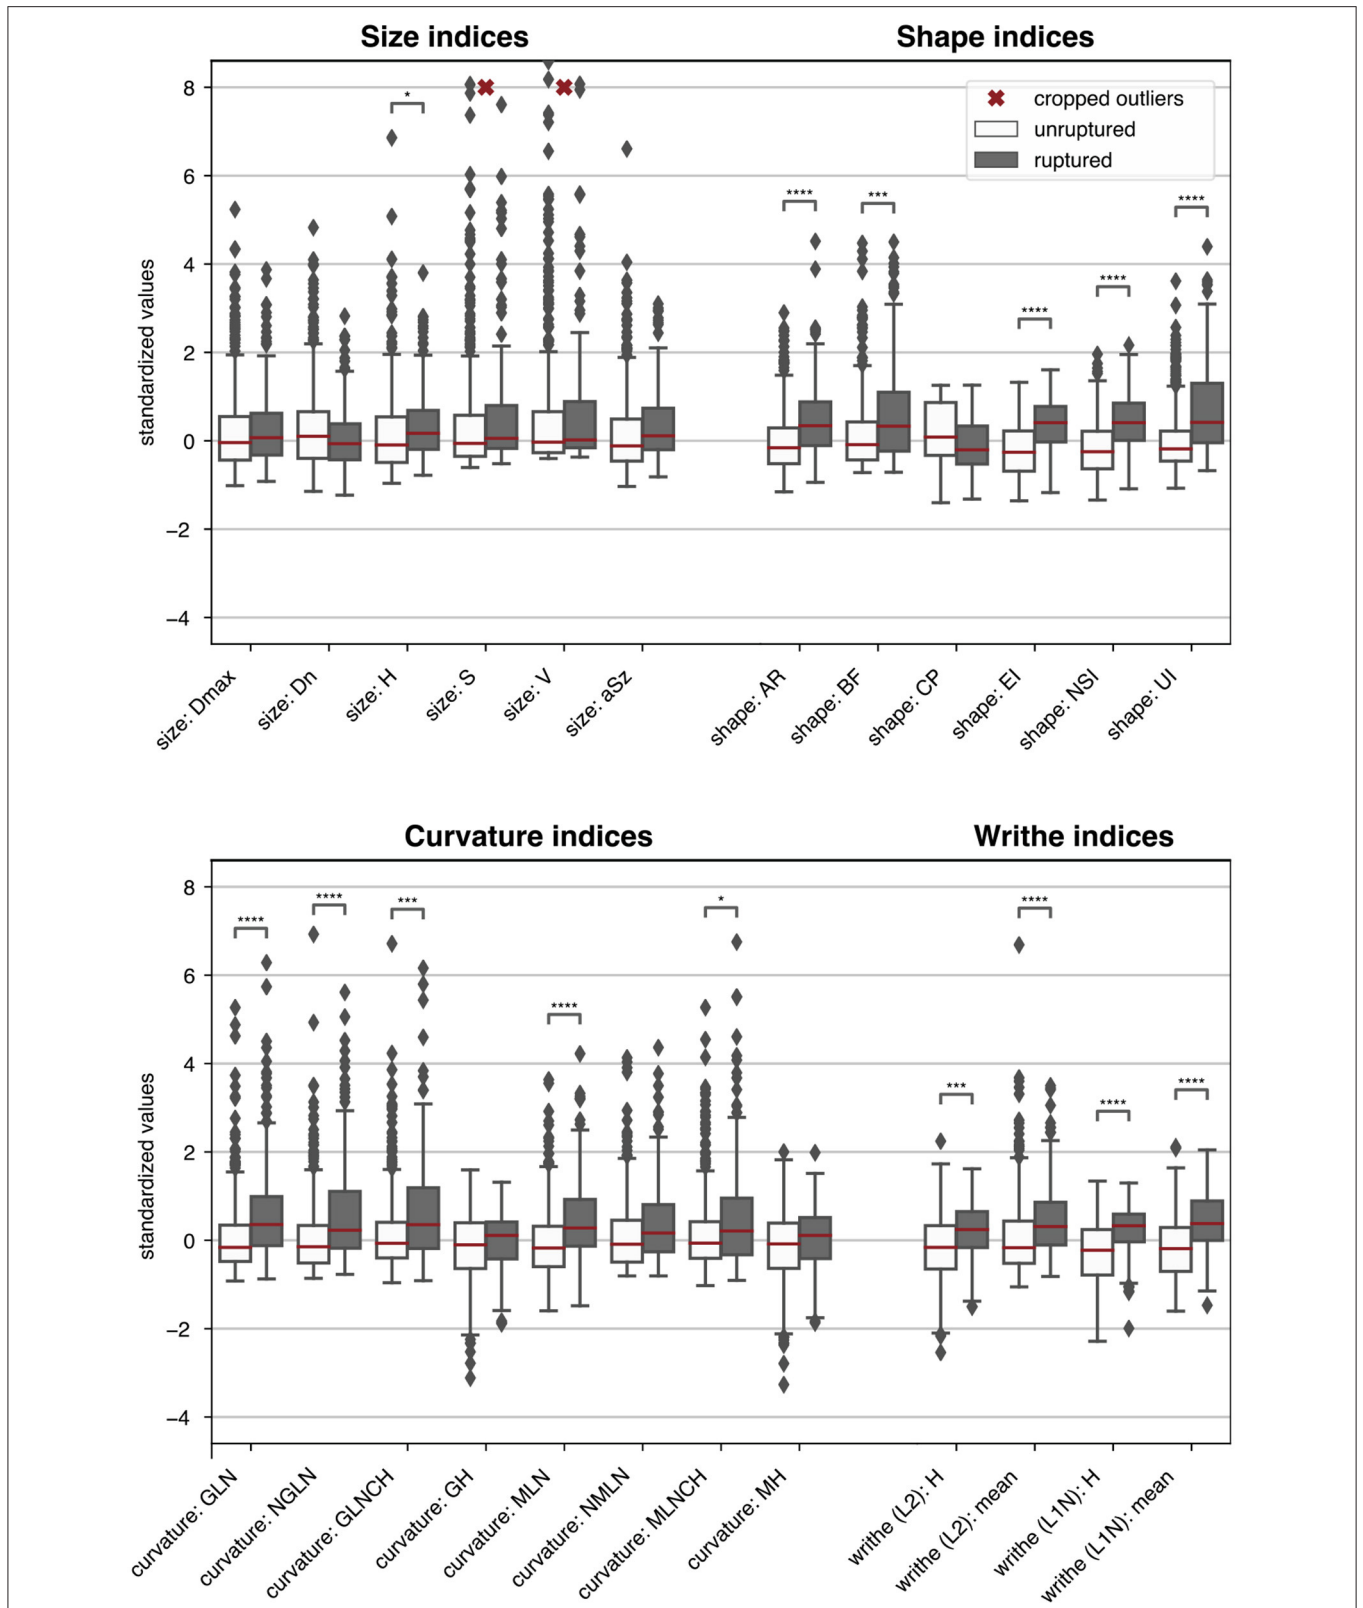 Size indices
Shape indices
cropped outliers
unruptured
ruptured
standardized values
8
6
4
2
0
−2
−4
*
****
***
****
****
****
size: Dmax
size: Dn
size: H
size: S
size: V
size: aSz
shape: AR
shape: BF
shape: CP
shape: EI
shape: NSI
shape: UI
Curvature indices
Writhe indices
standardized values
8
6
4
2
0
−2
−4
****
****
***
****
*
***
****
****
****
curvature: GLN
curvature: NGLN
curvature: GLNCH
curvature: GH
curvature: MLN
curvature: NMLN
curvature: MLNCH
curvature: MH
writhe (L2): H
writhe (L2): mean
writhe (L1N): H
writhe (L1N): mean